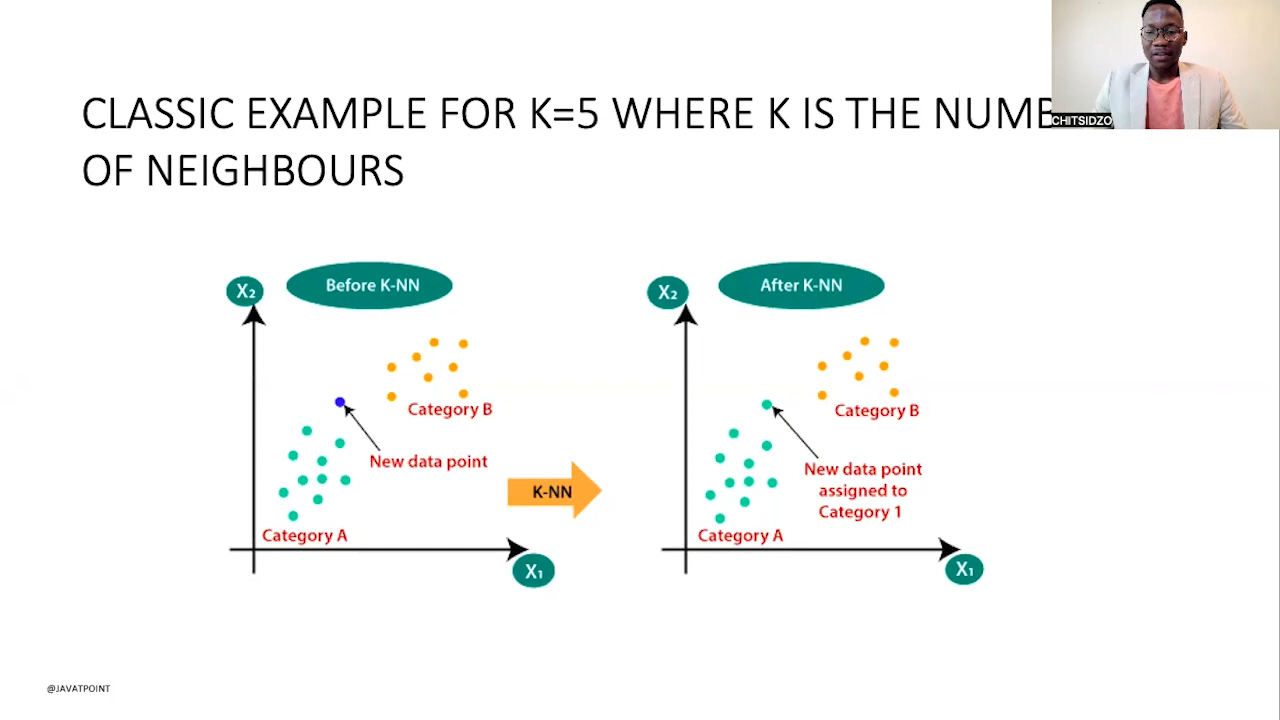 CLASSIC EXAMPLE FOR K=5 WHERE K IS THE
OF NEIGHBOURS
CHITSIDZO
X₂
Before K-NN
Category B
New data point
Category A
X₁
K-NN
X₂
After K-NN
Category B
New data point
assigned to
Category 1
Category A
X₁
@JAVATPOINT